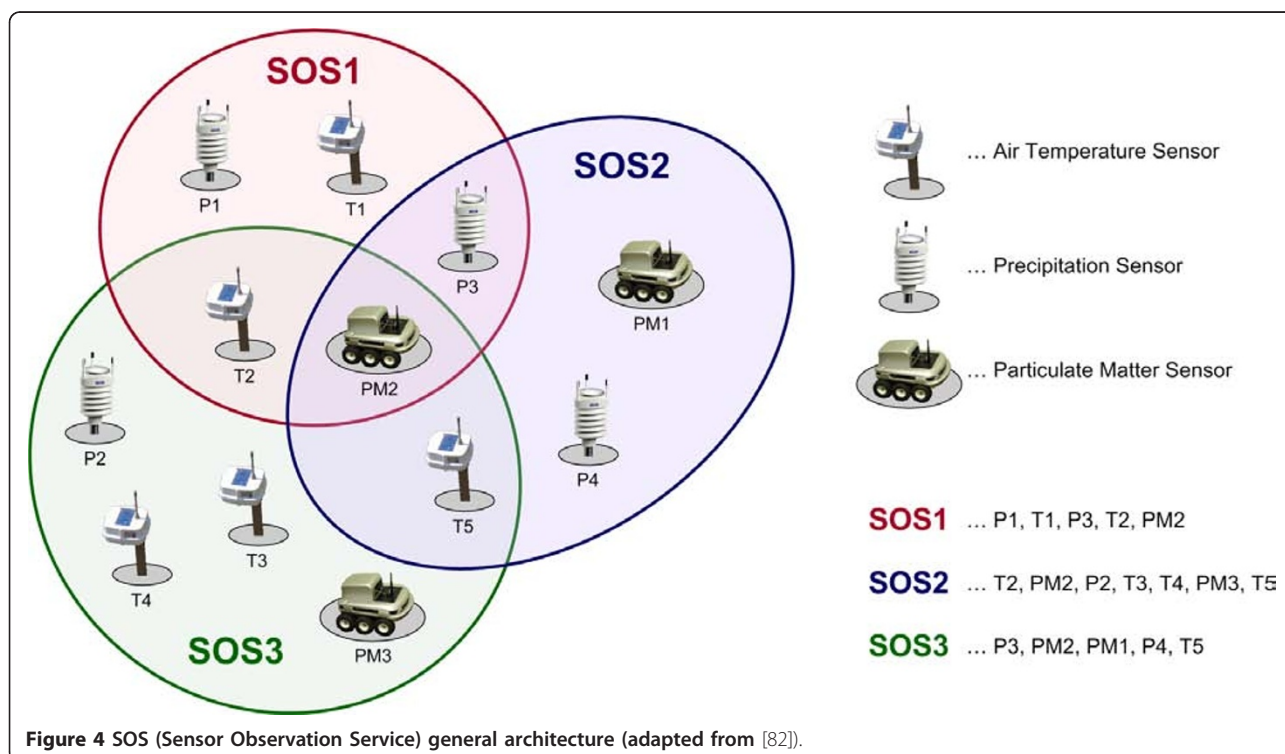 SOS1
P1
T1
SOS2
P3
PM1
T2
PM2
P2
P4
T5
T3
T4
PM3
SOS3
... Air Temperature Sensor
... Precipitation Sensor
... Particulate Matter Sensor
SOS1 ... P1, T1, P3, T2, PM2
SOS2 ... T2, PM2, P2, T3, T4, PM3, T5
SOS3 ... P3, PM2, PM1, P4, T5
Figure 4 SOS (Sensor Observation Service) general architecture (adapted from [82]).